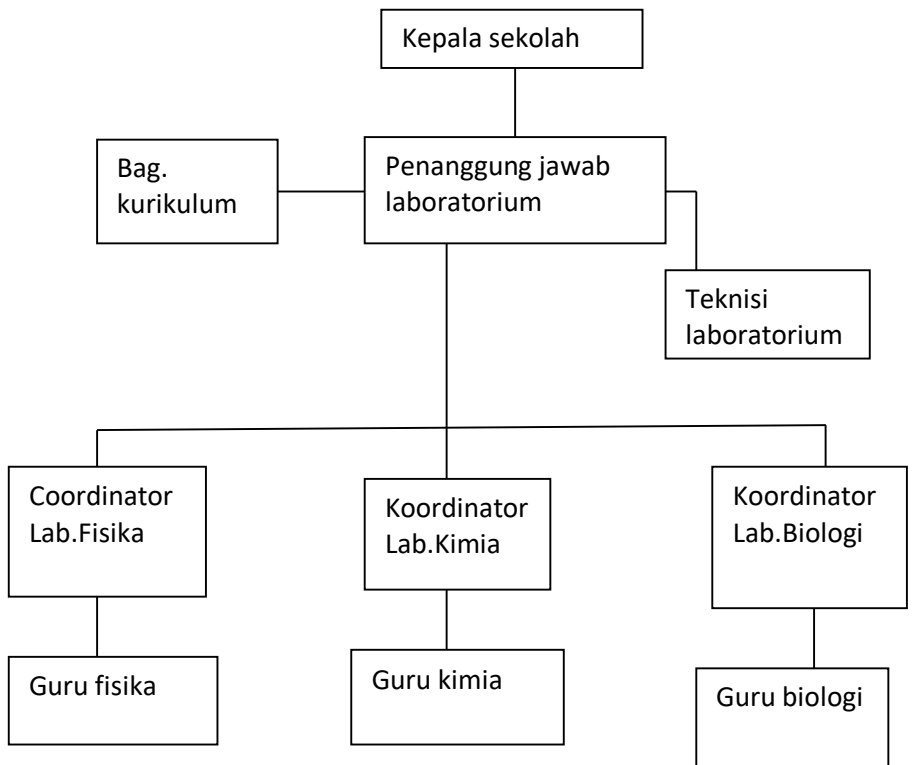 Kepala sekolah
Bag.
kurikulum
Penanggung jawab
laboratorium
Teknisi
laboratorium
Coordinator
Lab.Fisika
Koordinator
Lab.Kimia
Koordinator
Lab.Biologi
Guru fisika
Guru kimia
Guru biologi